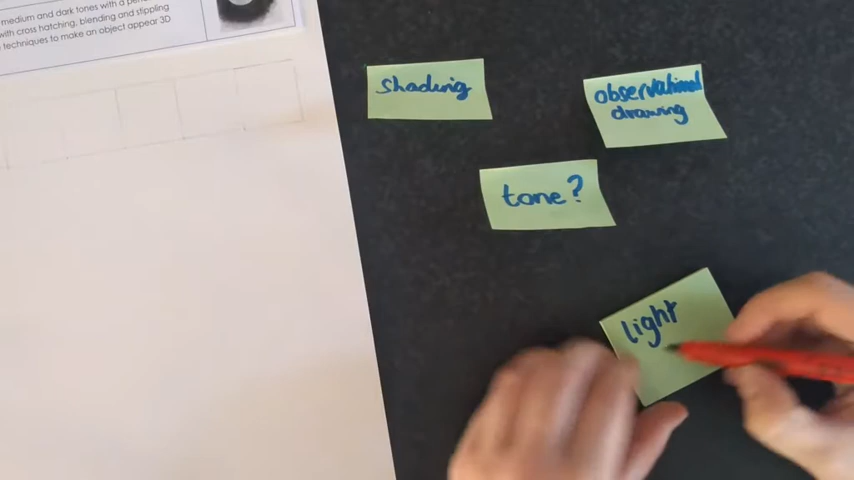 medium and dark tones with a
with cross hatching, blending and stippling
techniques to make an object appear 3D
shading
observational
drawing
tone?
light